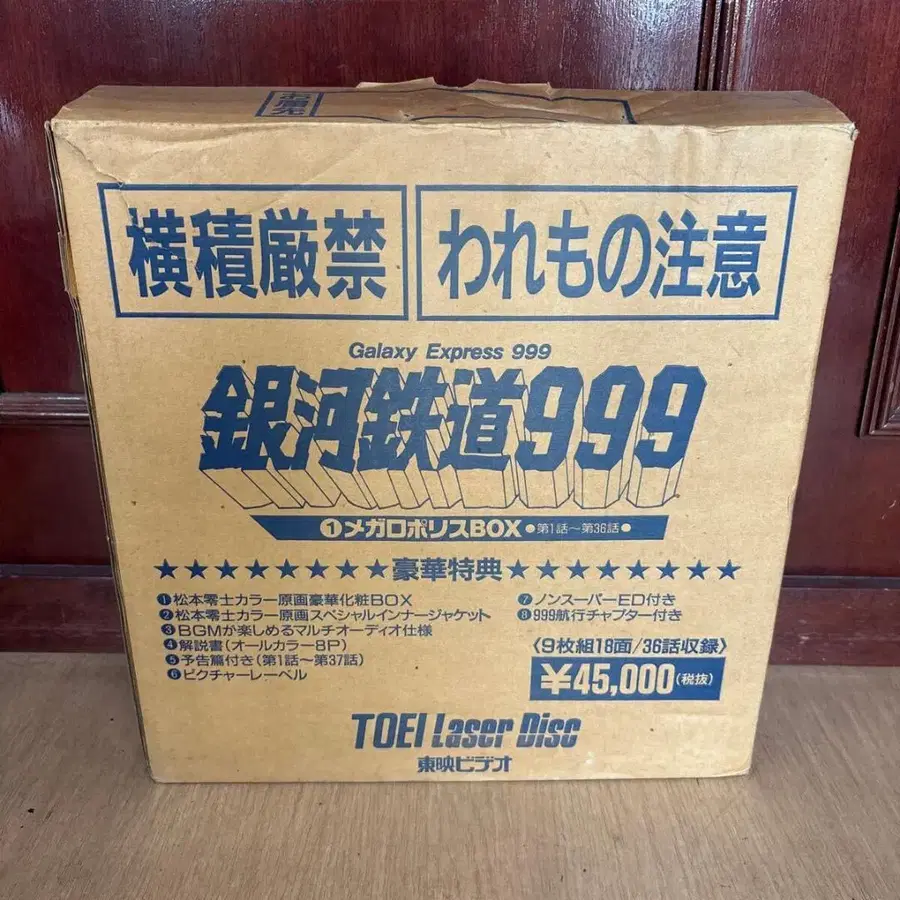 お届先
横積厳禁
われもの注意
Galaxy Express 999
銀河鉄道999
①メガロポリスBOX ●第1話〜第36話●
★★★★★★★★豪華特典★★★★★★★★
①松本零士カラー原画豪華化粧BOX
②松本零士カラー原画スペシャルインナージャケット
③BGMが楽しめるマルチオーディオ仕様
④解説書(オールカラー8P)
⑤予告篇付き(第1話〜第37話)
⑥ピクチャーレーベル
⑦ノンスーパーED付き
⑧999航行チャプター付き
〈9枚組18面/36話収録〉
¥45,000(税抜)
TOEI Laser Disc
東映ビデオ